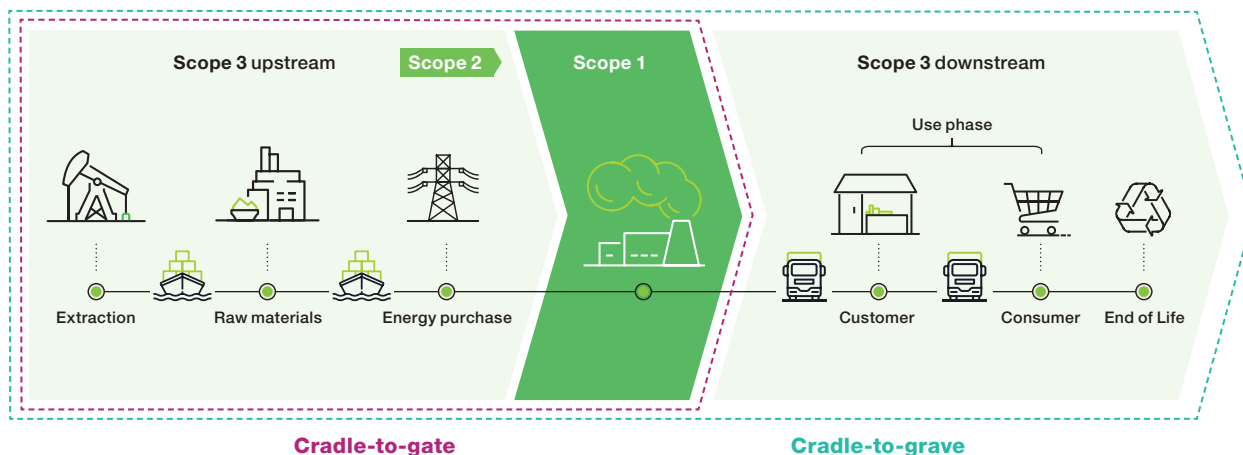 Scope 3 upstream
Scope 2
Scope 1
Scope 3 downstream
Use phase
Extraction
Raw materials
Energy purchase
Customer
Consumer
End of Life
Cradle-to-gate
Cradle-to-grave